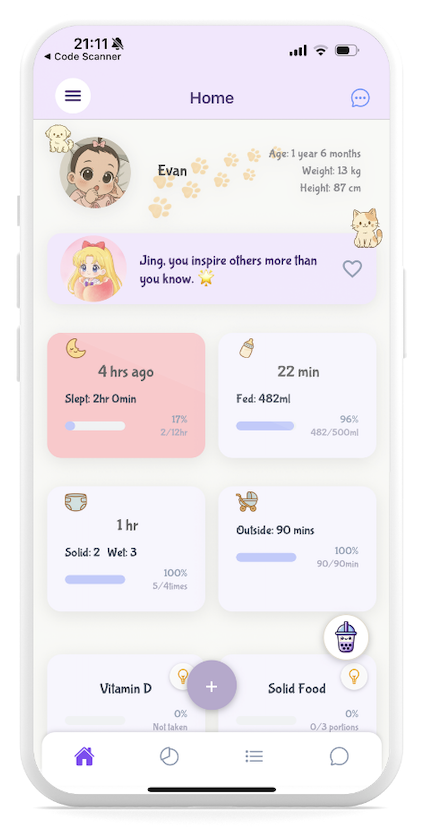 21:11
◀ Code Scanner
Home
Evan
Age: 1 year 6 months
Weight: 13 kg
Height: 87 cm
Jing, you inspire others more than
you know. 🌟
4 hrs ago
Slept: 2hr 0min
17%
2/12hr
22 min
Fed: 482ml
96%
482/500ml
1 hr
Solid: 2 Wet: 3
100%
5/4times
Outside: 90 mins
100%
90/90min
Vitamin D
0%
Not taken
+
Solid Food
0%
0/3 portions